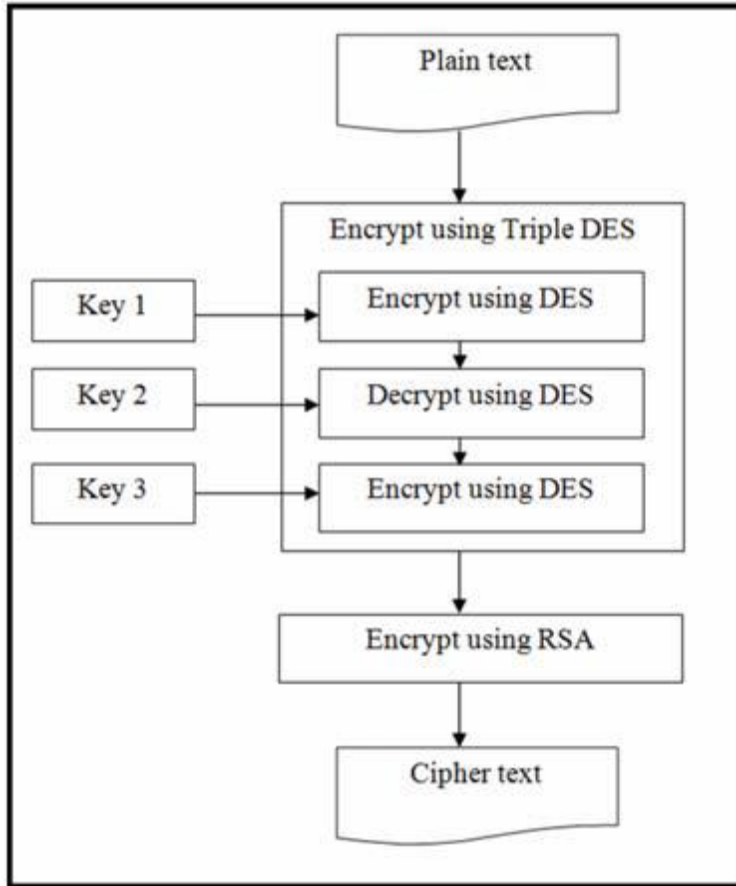 Plain text
Encrypt using Triple DES
Key 1
Encrypt using DES
Key 2
Decrypt using DES
Key 3
Encrypt using DES
Encrypt using RSA
Cipher text